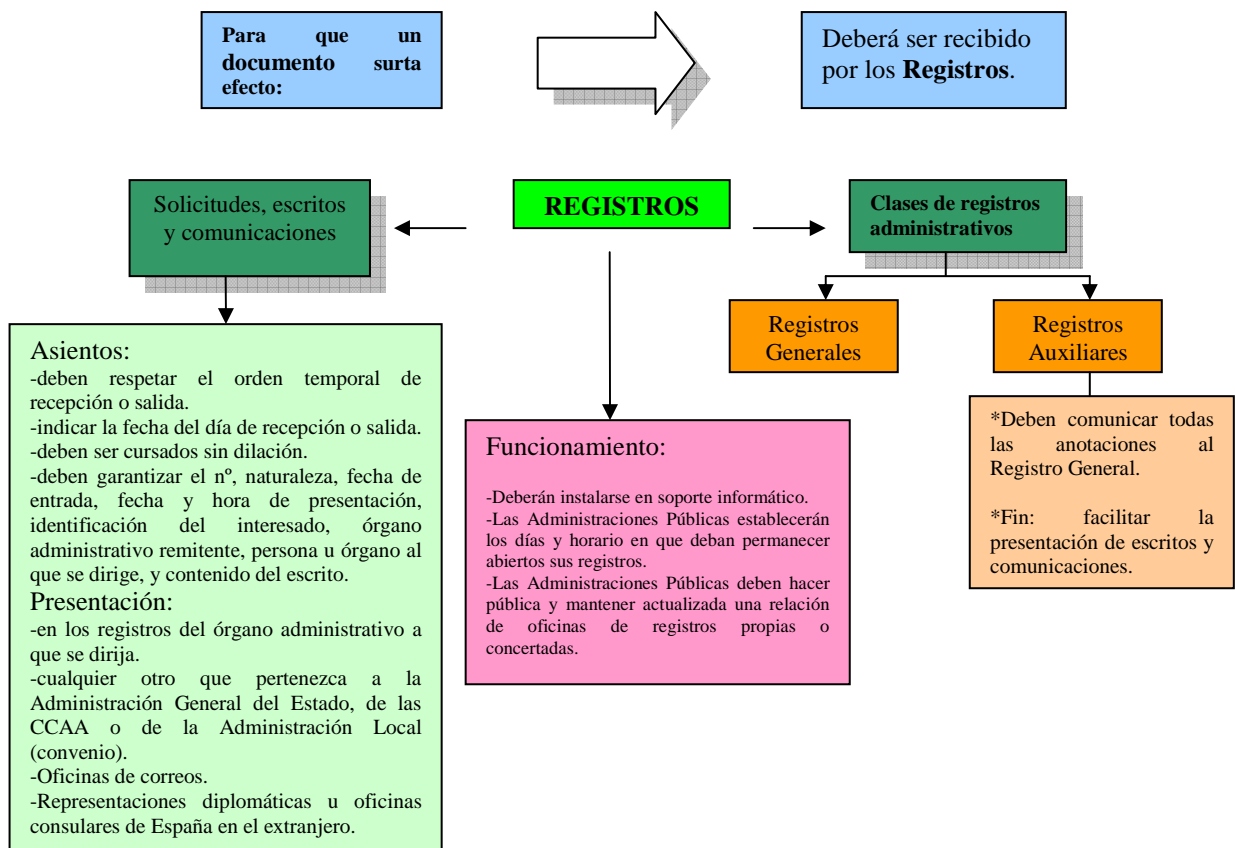 Para que un
documento surta
efecto:
Deberá ser recibido
por los Registros.
Solicitudes, escritos
y comunicaciones
REGISTROS
Clases de registros
administrativos
Registros
Generales
Registros
Auxiliares
Asientos:
-deben respetar el orden temporal de
recepción o salida.
-indicar la fecha del día de recepción o salida.
-deben ser cursados sin dilación.
-deben garantizar el nº, naturaleza, fecha de
entrada, fecha y hora de presentación,
identificación del interesado, órgano
administrativo remitente, persona u órgano al
que se dirige, y contenido del escrito.
Presentación:
-en los registros del órgano administrativo a
que se dirija.
-cualquier otro que pertenezca a la
Administración General del Estado, de las
CCAA o de la Administración Local
(convenio).
-Oficinas de correos.
-Representaciones diplomáticas u oficinas
consulares de España en el extranjero.
Funcionamiento:
-Deberán instalarse en soporte informático.
-Las Administraciones Públicas establecerán
los días y horario en que deban permanecer
abiertos sus registros.
-Las Administraciones Públicas deben hacer
pública y mantener actualizada una relación
de oficinas de registros propias o
concertadas.
*Deben comunicar todas
las anotaciones al
Registro General.
*Fin: facilitar la
presentación de escritos y
comunicaciones.